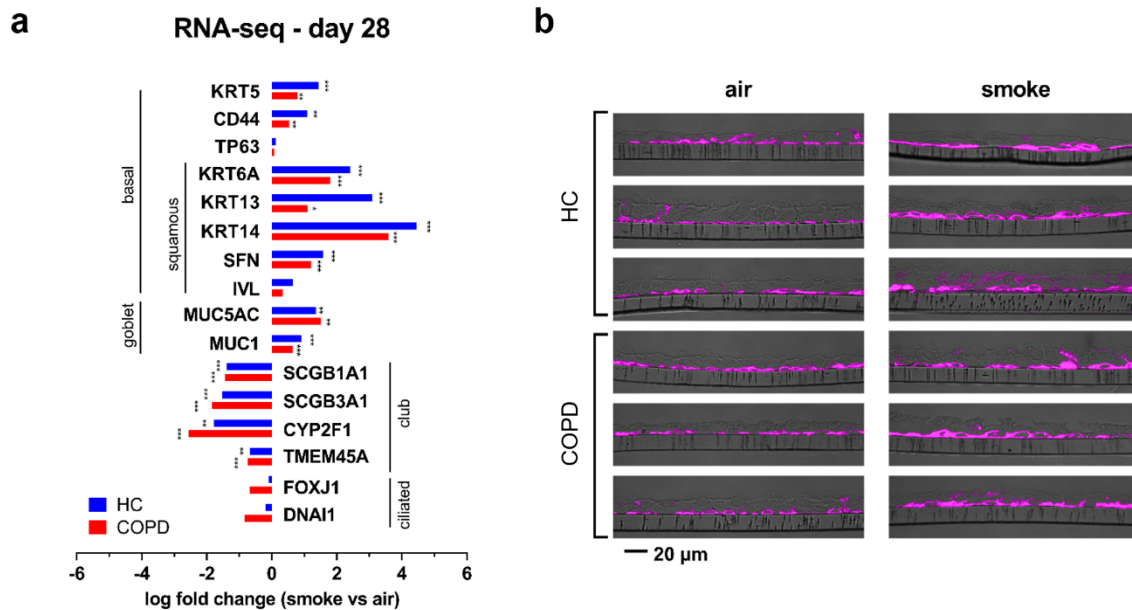 a
RNA-seq - day 28
basal
squamous
goblet
KRT5 *** **
CD44 ** **
TP63
KRT6A *** ***
KRT13 *** *
KRT14 *** ***
SFN *** ***
IVL
MUC5AC ** **
MUC1 *** ***
*** *** SCGB1A1
*** *** SCGB3A1
** *** CYP2F1
** *** TMEM45A
FOXJ1
DNAI1
club
ciliated
HC
COPD
-6 -4 -2 0 2 4 6
log fold change (smoke vs air)
b
air smoke
HC
COPD
20 µm